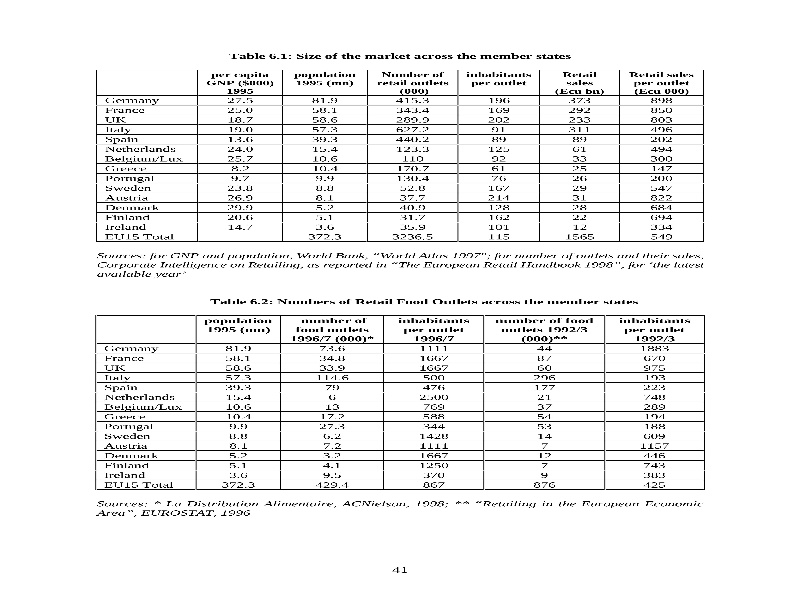 Table 6.1: Size of the market across the member states
per capita GNP ($000) 1995 population 1995 (mn) Number of retail outlets (000) inhabitants per outlet Retail sales (Ecu bn) Retail sales per outlet (Ecu 000)
Germany 27.5 81.9 415.3 196 373 898
France 25.0 58.1 343.4 169 292 850
UK 18.7 58.6 289.9 202 233 803
Italy 19.0 57.3 627.2 91 311 496
Spain 13.6 39.3 440.2 89 89 202
Netherlands 24.0 15.4 123.3 125 61 494
Belgium/Lux 25.7 10.6 110 92 33 300
Greece 8.2 10.4 170.7 61 25 147
Portugal 9.7 9.9 130.4 76 26 200
Sweden 23.8 8.8 52.8 167 29 547
Austria 26.9 8.1 37.7 214 31 822
Denmark 29.9 5.2 40.9 128 28 684
Finland 20.6 5.1 31.7 162 22 694
Ireland 14.7 3.6 35.9 101 12 334
EU15 Total 372.3 3236.5 115 1565 549
Sources: for GNP and population, World Bank, "World Atlas 1997"; for number of outlets and their sales,
Corporate Intelligence on Retailing, as reported in "The European Retail Handbook 1998", for 'the latest
available year'
Table 6.2: Numbers of Retail Food Outlets across the member states
population 1995 (mn) number of food outlets 1996/7 (000)* inhabitants per outlet 1996/7 number of food outlets 1992/3 (000)** inhabitants per outlet 1992/3
Germany 81.9 73.6 1111 44 1883
France 58.1 34.8 1667 87 670
UK 58.6 33.9 1667 60 975
Italy 57.3 114.6 500 296 193
Spain 39.3 79 476 177 223
Netherlands 15.4 6 2500 21 748
Belgium/Lux 10.6 13 769 37 289
Greece 10.4 17.2 588 54 194
Portugal 9.9 27.3 344 53 188
Sweden 8.8 6.2 1428 14 609
Austria 8.1 7.2 1111 7 1157
Denmark 5.2 3.2 1667 12 446
Finland 5.1 4.1 1250 7 743
Ireland 3.6 9.5 370 9 383
EU15 Total 372.3 429.4 867 876 425
Sources: * La Distribution Alimentaire, ACNielson, 1998; ** "Retailing in the European Economic
Area", EUROSTAT, 1996
41